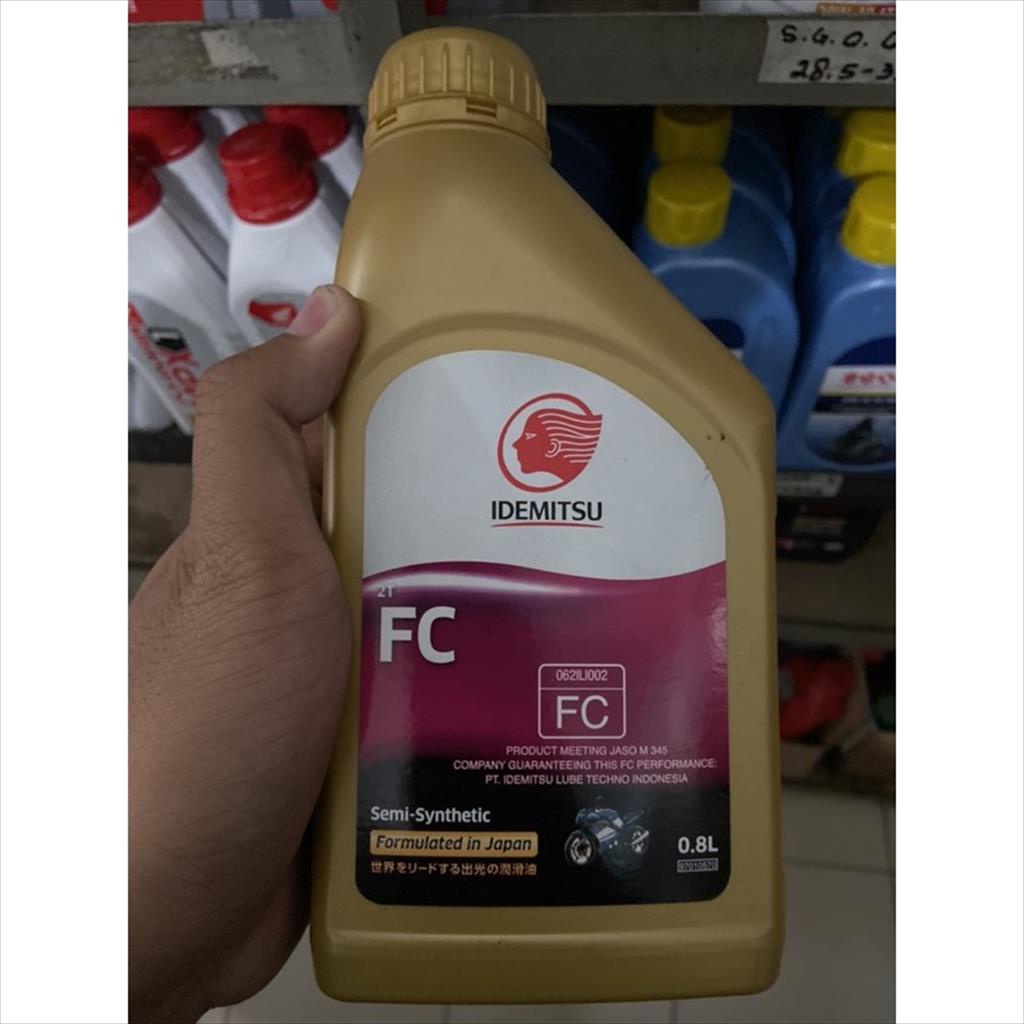 S.G.O.
28.5-3
IDEMITSU
2T
FC
062ILI002
FC
PRODUCT MEETING JASO M 345
COMPANY GUARANTEEING THIS FC PERFORMANCE:
PT. IDEMITSU LUBE TECHNO INDONESIA
Semi-Synthetic
Formulated in Japan
世界をリードする出光の潤滑油
0.8L
97010570